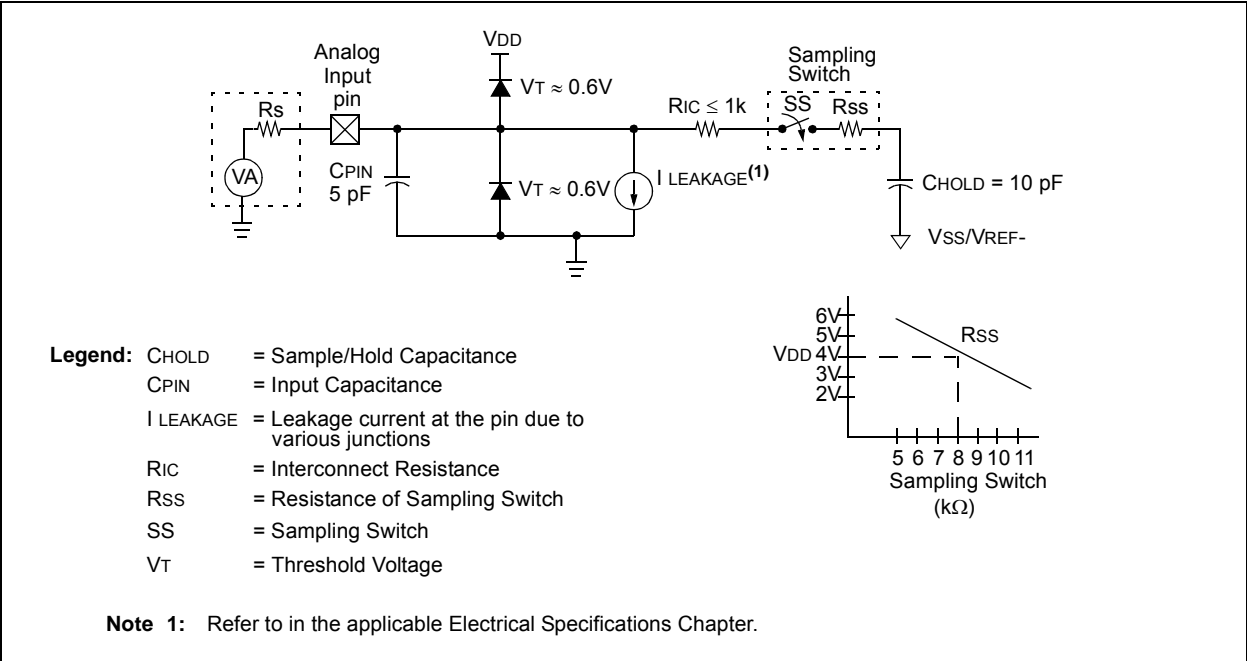 Analog
Input
pin
VDD
VT ≈ 0.6V
Sampling
Switch
RS
RIC ≤ 1k
SS
RSS
VA
CPIN
5 pF
VT ≈ 0.6V
I LEAKAGE(1)
CHOLD = 10 pF
VSS/VREF-
6V
5V
VDD 4V
3V
2V
RSS
5 6 7 8 9 10 11
Sampling Switch
(kΩ)
Legend: CHOLD = Sample/Hold Capacitance
CPIN = Input Capacitance
I LEAKAGE = Leakage current at the pin due to
various junctions
RIC = Interconnect Resistance
RSS = Resistance of Sampling Switch
SS = Sampling Switch
VT = Threshold Voltage
Note 1: Refer to in the applicable Electrical Specifications Chapter.